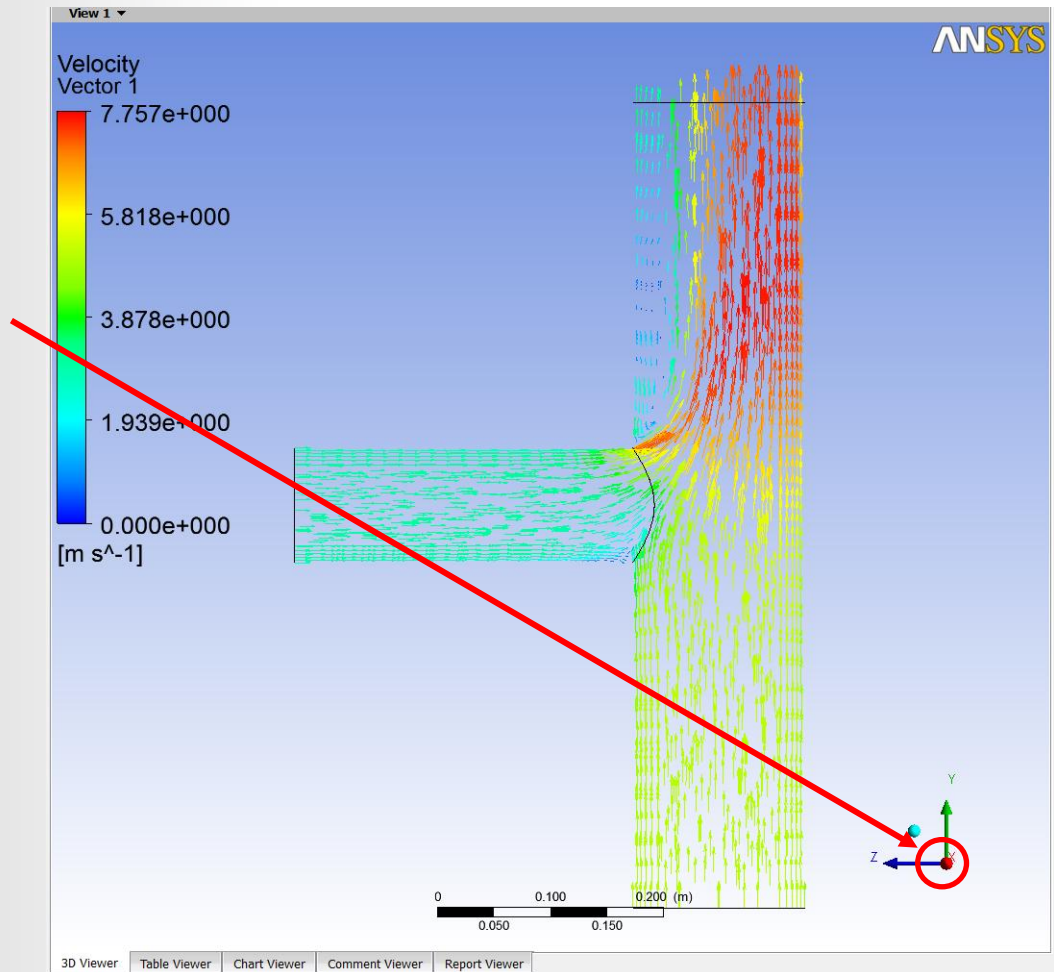 View 1
ANSYS
Velocity
Vector 1
7.757e+000
5.818e+000
3.878e+000
1.939e+000
0.000e+000
[m s^-1]
Y
Z
X
0 0.100 0.200 (m)
0.050 0.150
3D Viewer Table Viewer Chart Viewer Comment Viewer Report Viewer